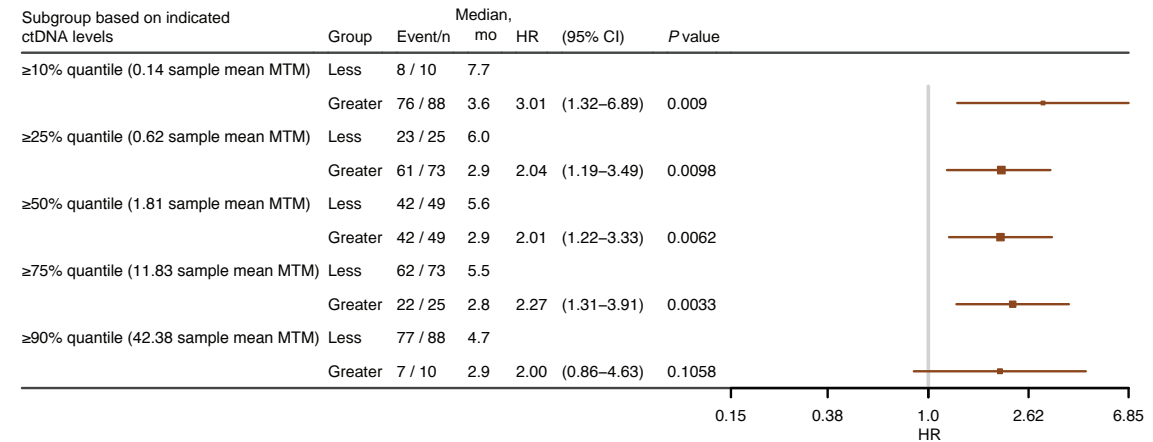 Subgroup based on indicated
ctDNA levels Group Event/n Median, mo HR (95% CI) P value
≥10% quantile (0.14 sample mean MTM) Less 8 / 10 7.7
Greater 76 / 88 3.6 3.01 (1.32–6.89) 0.009
≥25% quantile (0.62 sample mean MTM) Less 23 / 25 6.0
Greater 61 / 73 2.9 2.04 (1.19–3.49) 0.0098
≥50% quantile (1.81 sample mean MTM) Less 42 / 49 5.6
Greater 42 / 49 2.9 2.01 (1.22–3.33) 0.0062
≥75% quantile (11.83 sample mean MTM) Less 62 / 73 5.5
Greater 22 / 25 2.8 2.27 (1.31–3.91) 0.0033
≥90% quantile (42.38 sample mean MTM) Less 77 / 88 4.7
Greater 7 / 10 2.9 2.00 (0.86–4.63) 0.1058
0.15 0.38 1.0 2.62 6.85
HR